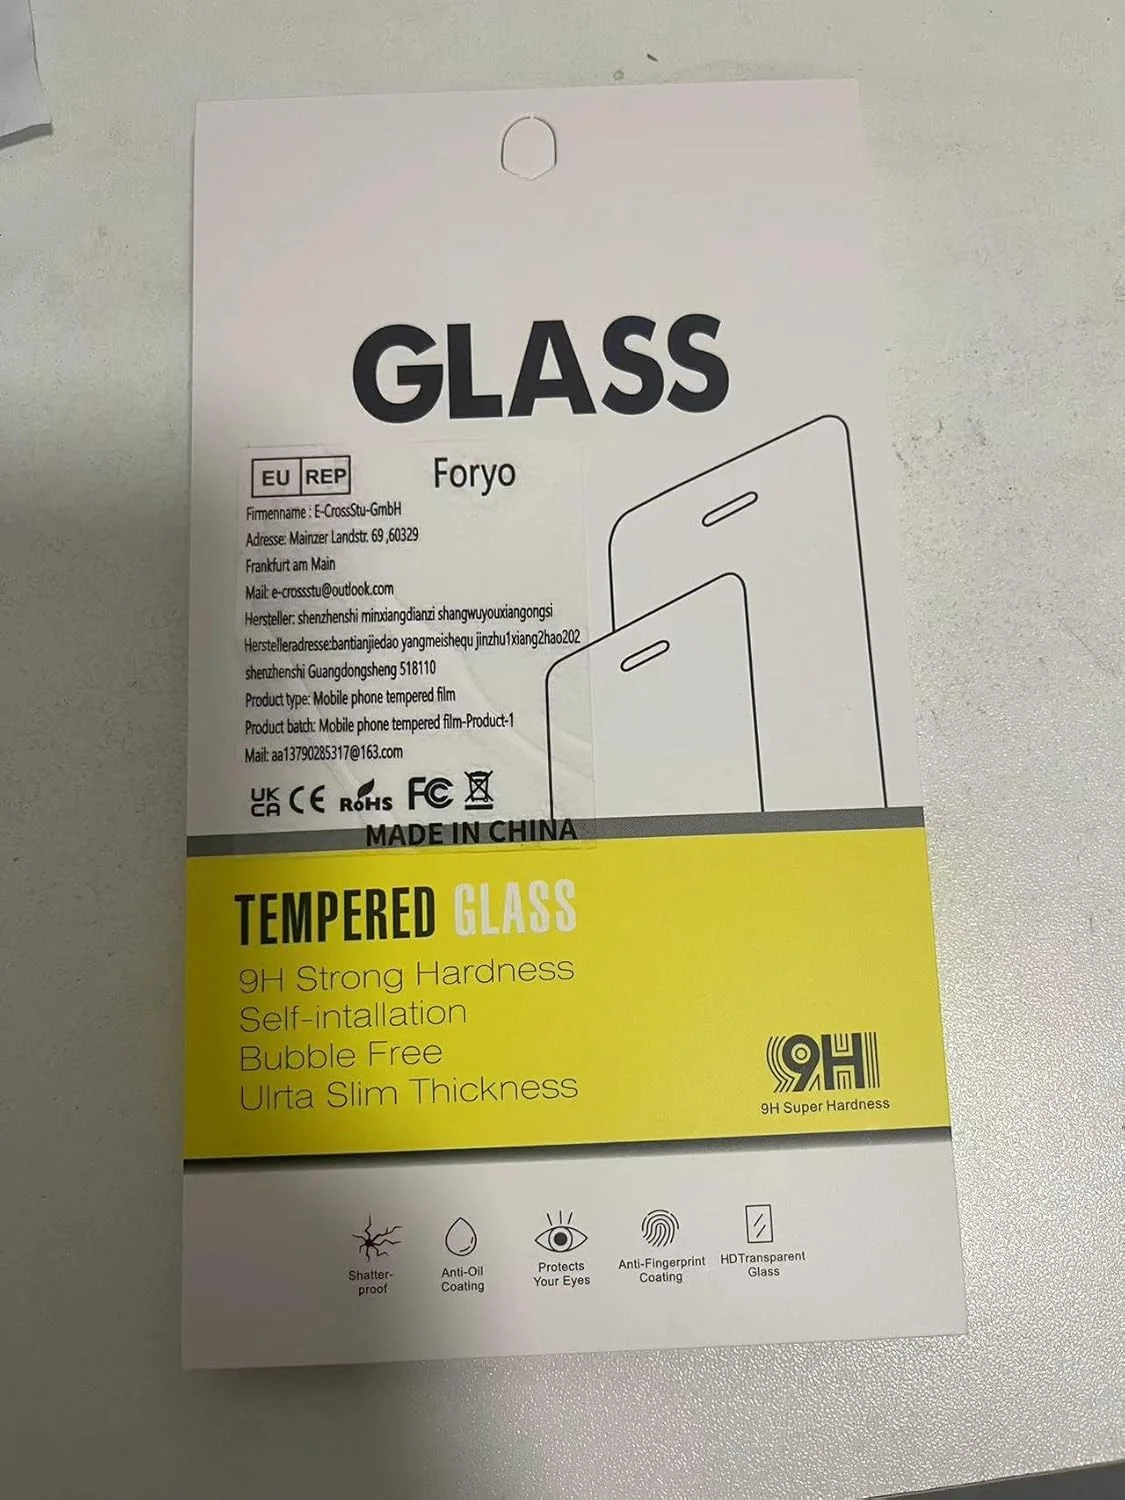 GLASS
EU REP
Foryo
Firmenname : E-CrossStu-GmbH
Adresse: Mainzer Landstr. 69 ,60329
Frankfurt am Main
Mail: e-crossstu@outlook.com
Hersteller: shenzhenshi minxiangdianzi shangwuyouxiangongsi
Herstelleradresse:bantianjiedao yangmeishequ jinzhu1xiang2hao202
shenzhenshi Guangdongsheng 518110
Product type: Mobile phone tempered film
Product batch: Mobile phone tempered film-Product-1
Mail: aa13790285317@163.com
UK
CA CE RoHS FC
MADE IN CHINA
TEMPERED GLASS
9H Strong Hardness
Self-intallation
Bubble Free
Ulrta Slim Thickness
9H
9H Super Hardness
Shatter-
proof
Anti-Oil
Coating
Protects
Your Eyes
Anti-Fingerprint
Coating
HDTransparent
Glass